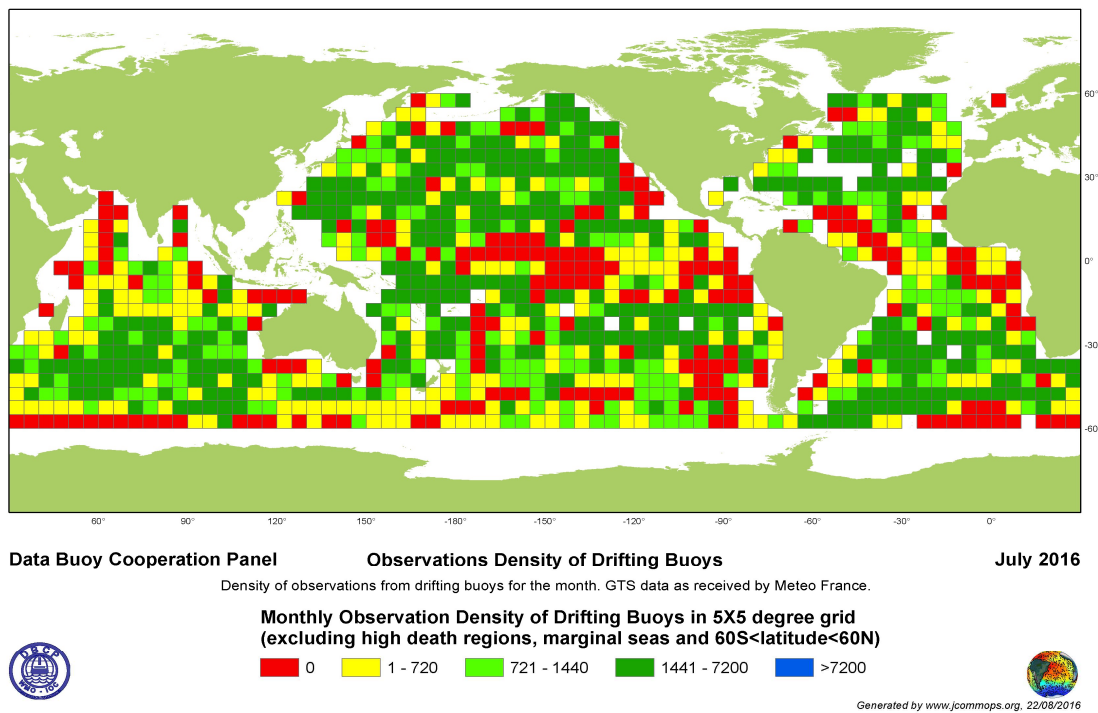 60°
30°
0°
-30
-60
60°
90°
120°
150°
-180°
-150°
-120°
-90°
-60°
-30°
0°
Data Buoy Cooperation Panel
Observations Density of Drifting Buoys
July 2016
Density of observations from drifting buoys for the month. GTS data as received by Meteo France.
Monthly Observation Density of Drifting Buoys in 5X5 degree grid
(excluding high death regions, marginal seas and 60S<latitude<60N)
0
1 - 720
721 - 1440
1441 - 7200
>7200
DBCP
WMO - IOC
Generated by www.jcommops.org, 22/08/2016